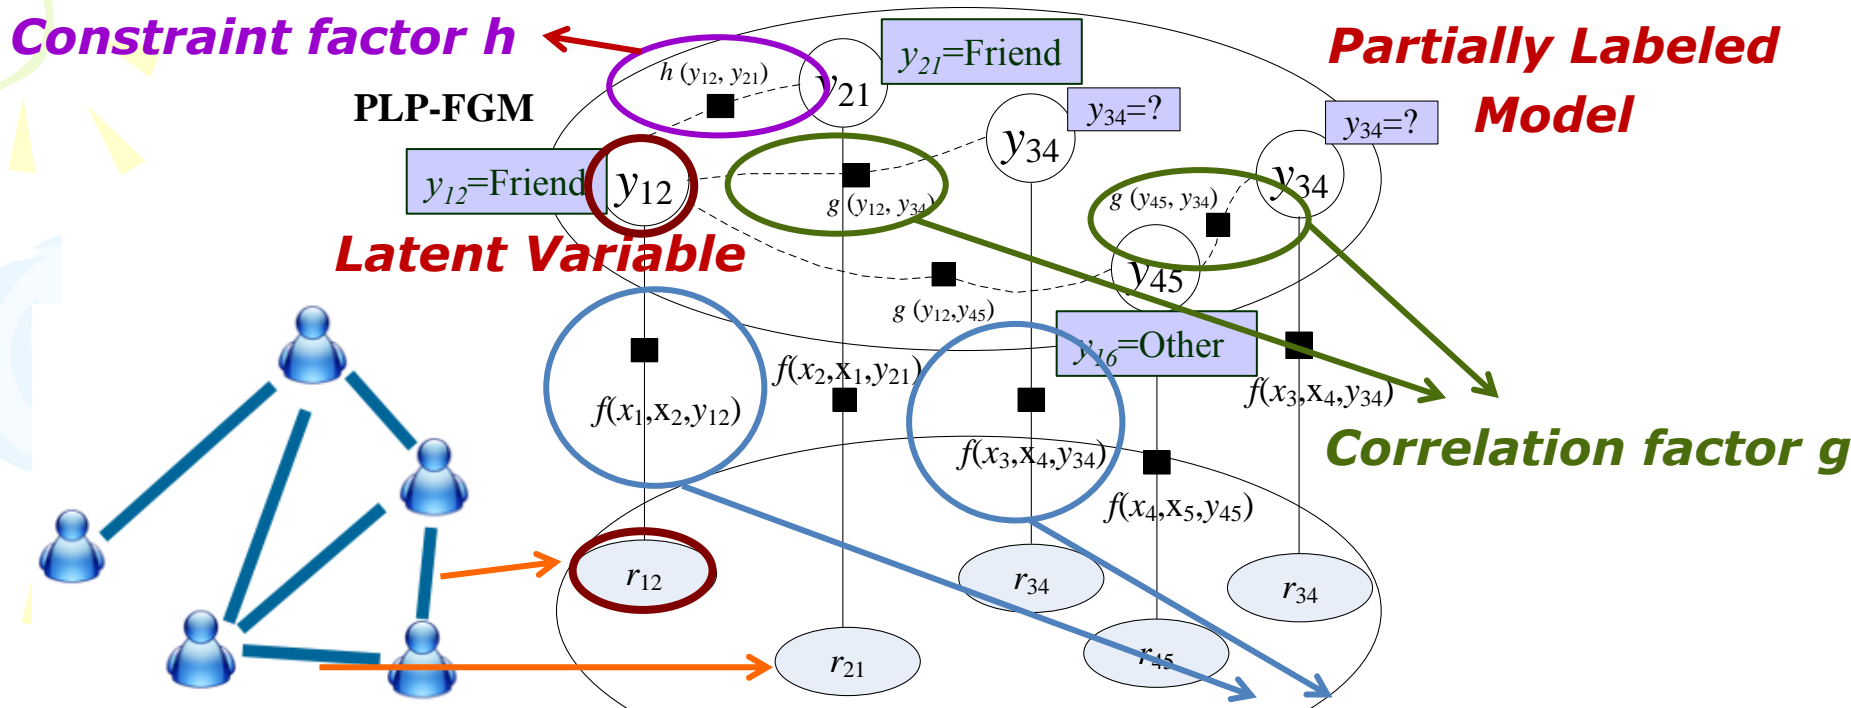 Constraint factor h
Partially Labeled
Model
PLP-FGM
h (y12, y21)
y21
y21=Friend
y34
y34=?
y34
y34=?
y12=Friend
y12
g (y12, y34)
g (y45, y34)
Latent Variable
y45
g (y12,y45)
y16=Other
f(x1,x2,y12)
f(x2,x1,y21)
f(x3,x4,y34)
f(x3,x4,y34)
f(x4,x5,y45)
Correlation factor g
r12
r34
r34
r21
r45